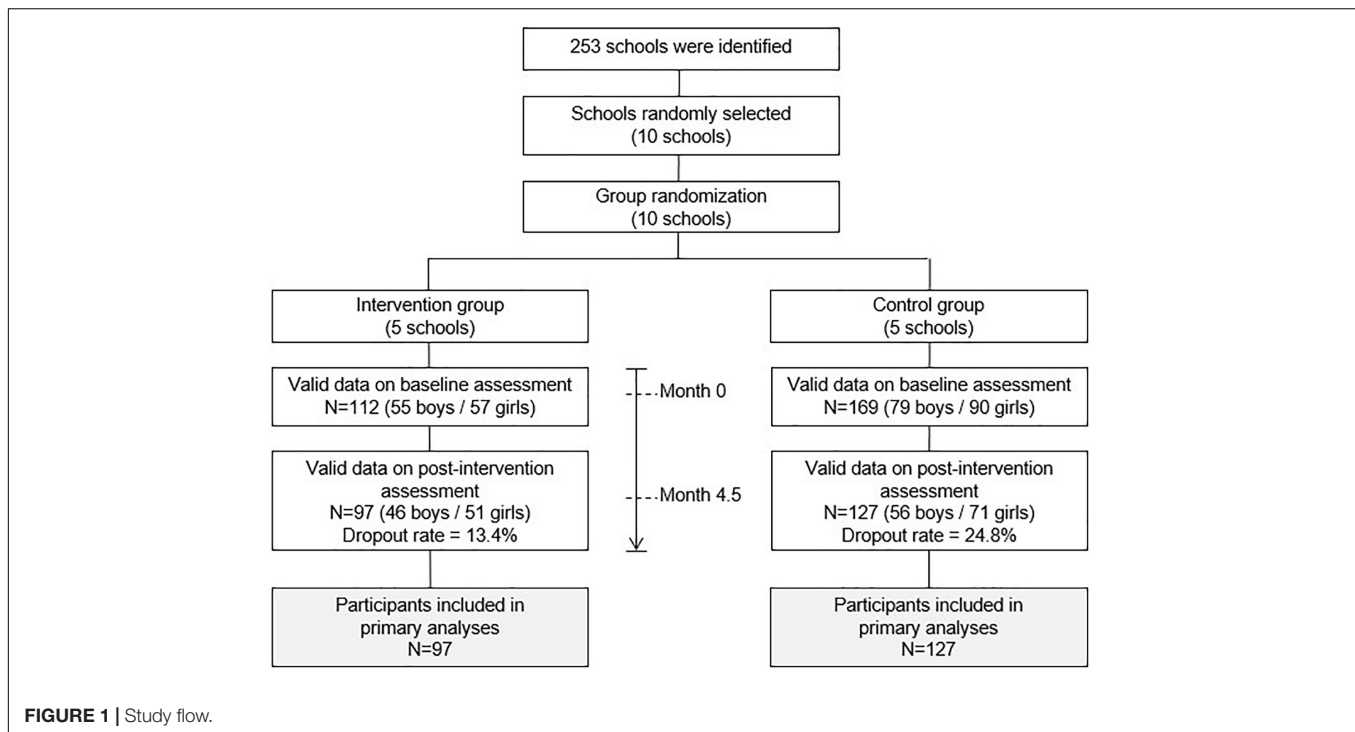 253 schools were identified
Schools randomly selected
(10 schools)
Group randomization
(10 schools)
Intervention group
(5 schools)
Control group
(5 schools)
Valid data on baseline assessment
N=112 (55 boys / 57 girls)
Month 0
Valid data on baseline assessment
N=169 (79 boys / 90 girls)
Valid data on post-intervention
assessment
N=97 (46 boys / 51 girls)
Dropout rate = 13.4%
Month 4.5
Valid data on post-intervention
assessment
N=127 (56 boys / 71 girls)
Dropout rate = 24.8%
Participants included in
primary analyses
N=97
Participants included in
primary analyses
N=127
FIGURE 1 | Study flow.